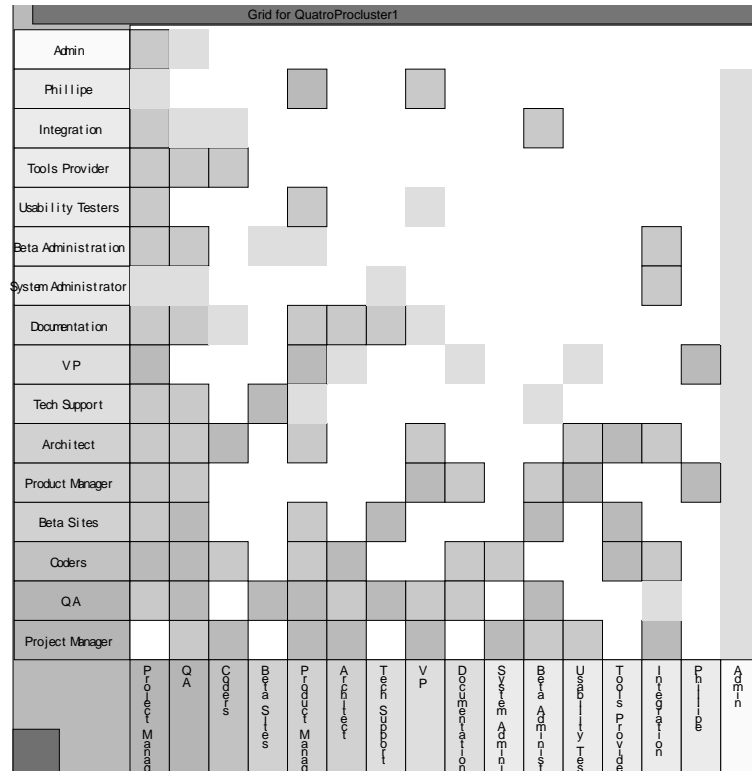 Grid for QuatroProcluster1
Admin
Phillipe
Integration
Tools Provider
Usability Testers
Beta Administration
System Administrator
Documentation
VP
Tech Support
Architect
Product Manager
Beta Sites
Coders
QA
Project Manager
Project Manag
QA
Coders
Beta Sites
Product Manag
Architect
Tech Support
VP
Documentation
System Admini
Beta Administ
Usability Tes
Tools Provide
Integration
Phillipe
Admin